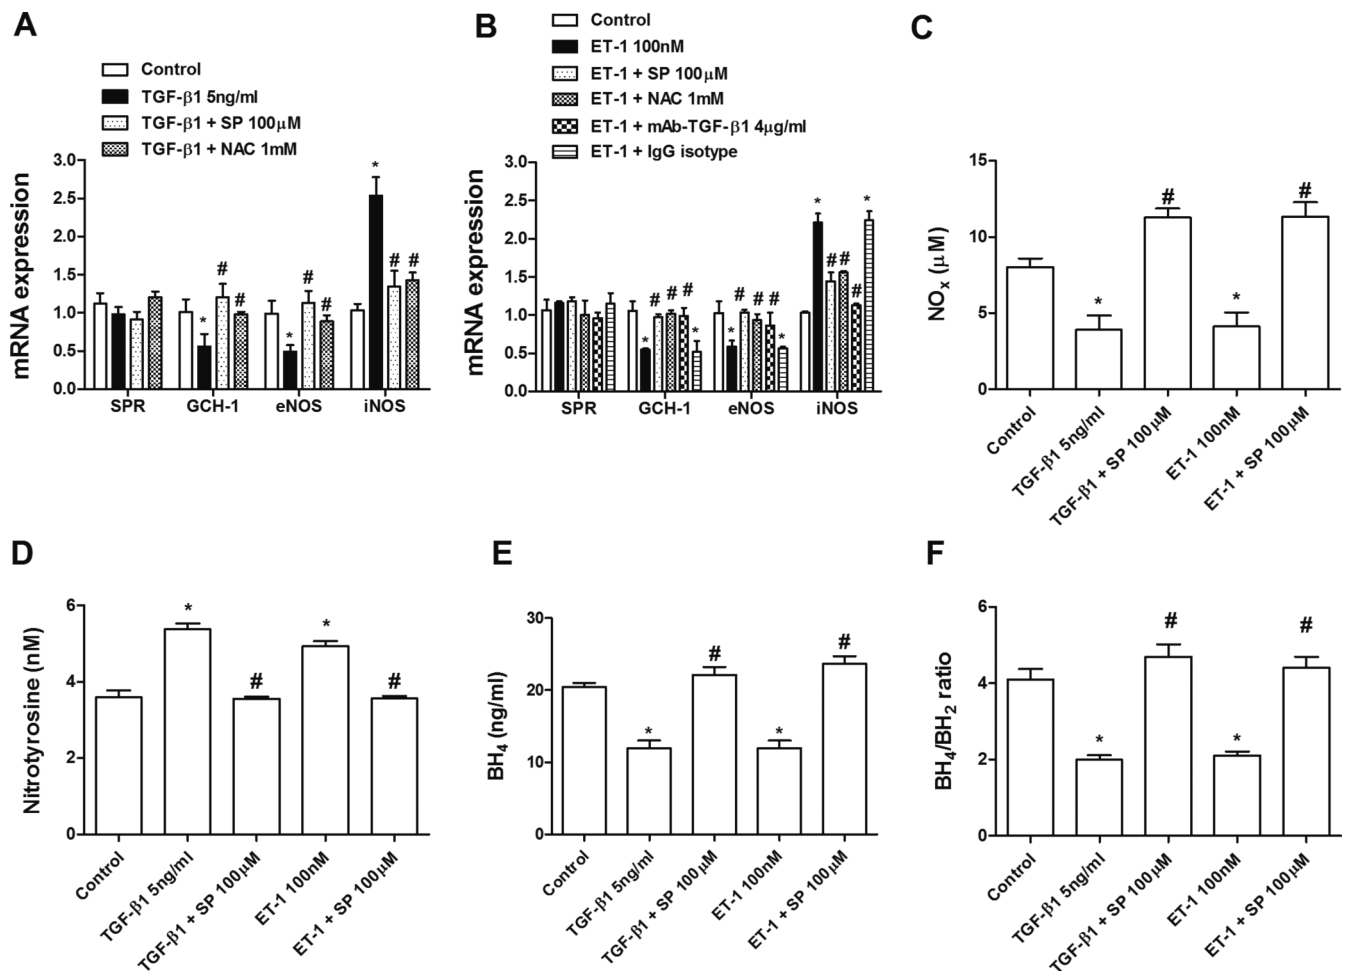 A
Control
TGF-β1 5ng/ml
TGF-β1 + SP 100μM
TGF-β1 + NAC 1mM
mRNA expression
3.0
2.5
2.0
1.5
1.0
0.5
0.0
*
*
*
#
#
#
#
#
#
SPR GCH-1 eNOS iNOS
B
Control
ET-1 100nM
ET-1 + SP 100μM
ET-1 + NAC 1mM
ET-1 + mAb-TGF-β1 4μg/ml
ET-1 + IgG isotype
mRNA expression
3.0
2.5
2.0
1.5
1.0
0.5
0.0
*
#
#
#
*
*
#
#
#
*
*
#
#
#
*
SPR GCH-1 eNOS iNOS
C
NOx (μM)
15
10
5
0
*
#
*
#
Control
TGF-β1 5ng/ml
TGF-β1 + SP 100μM
ET-1 100nM
ET-1 + SP 100μM
D
Nitrotyrosine (nM)
6
4
2
0
*
#
*
#
Control
TGF-β1 5ng/ml
TGF-β1 + SP 100μM
ET-1 100nM
ET-1 + SP 100μM
E
BH4 (ng/ml)
30
20
10
0
*
#
*
#
Control
TGF-β1 5ng/ml
TGF-β1 + SP 100μM
ET-1 100nM
ET-1 + SP 100μM
F
BH4/BH2 ratio
6
4
2
0
*
#
*
#
Control
TGF-β1 5ng/ml
TGF-β1 + SP 100μM
ET-1 100nM
ET-1 + SP 100μM